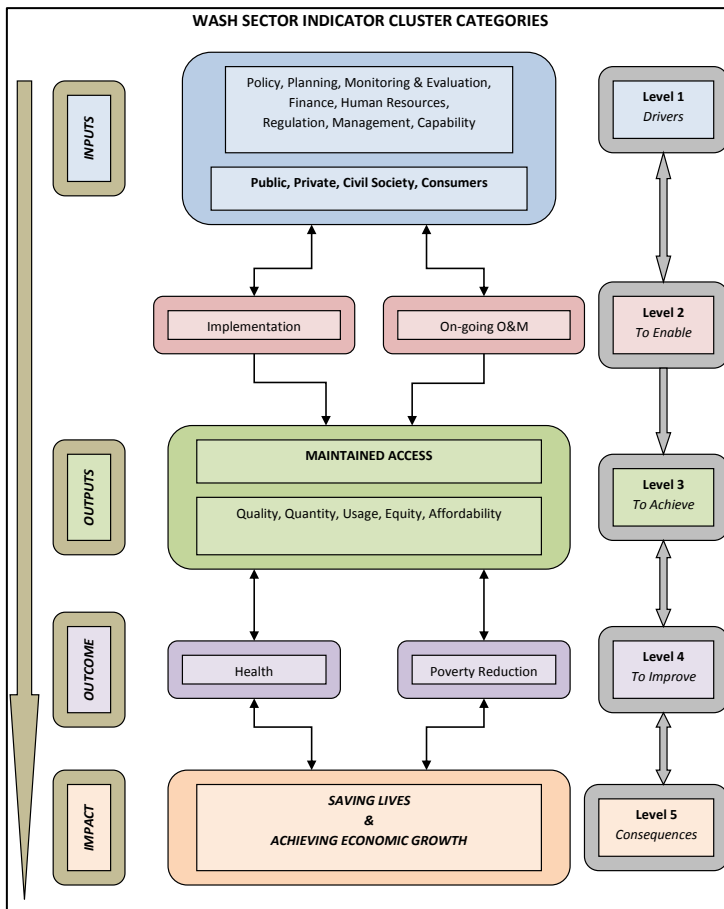 WASH SECTOR INDICATOR CLUSTER CATEGORIES
INPUTS
Policy, Planning, Monitoring & Evaluation,
Finance, Human Resources,
Regulation, Management, Capability
Public, Private, Civil Society, Consumers
Level 1
Drivers
Implementation
On-going O&M
Level 2
To Enable
OUTPUTS
MAINTAINED ACCESS
Quality, Quantity, Usage, Equity, Affordability
Level 3
To Achieve
OUTCOME
Health
Poverty Reduction
Level 4
To Improve
IMPACT
SAVING LIVES
&
ACHIEVING ECONOMIC GROWTH
Level 5
Consequences